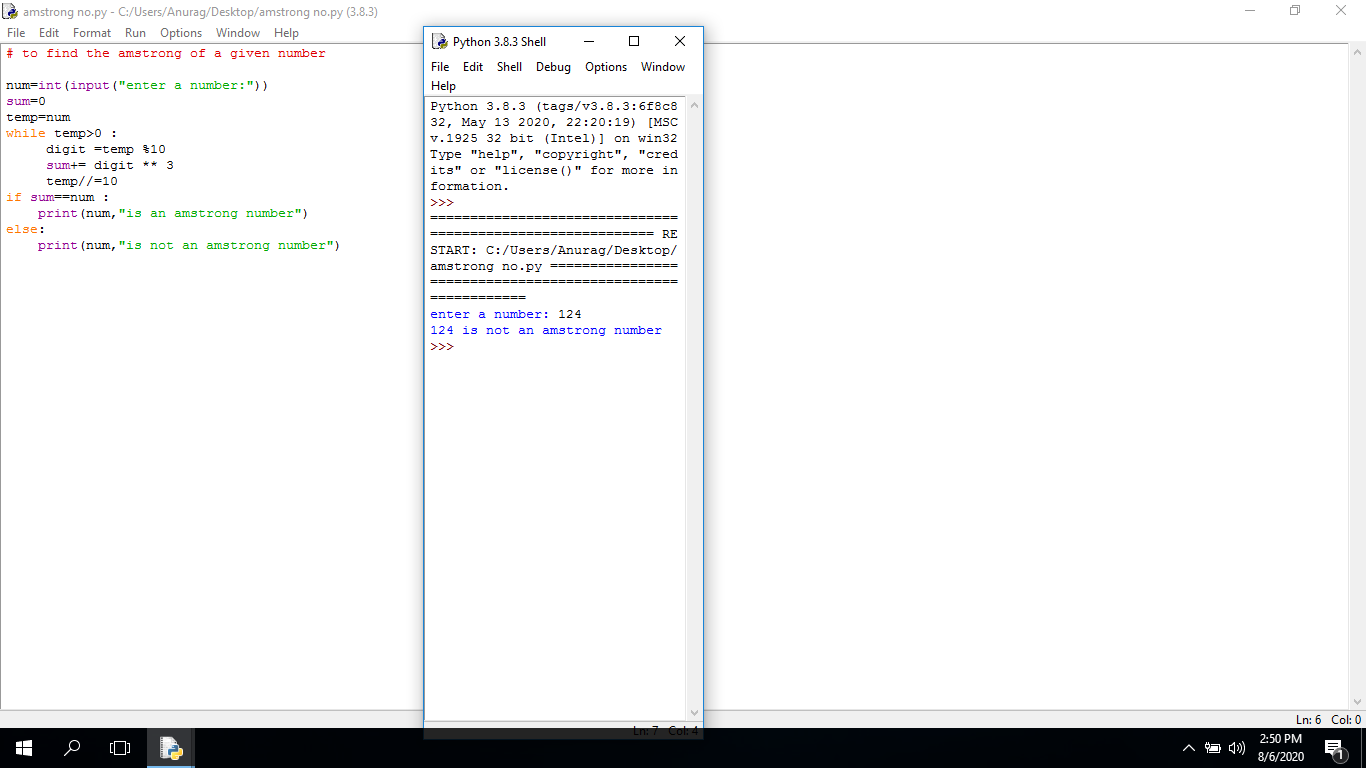 amstrong no.py - C:/Users/Anurag/Desktop/amstrong no.py (3.8.3)
File Edit Format Run Options Window Help
# to find the amstrong of a given number
num=int(input("enter a number:"))
sum=0
temp=num
while temp>0 :
digit =temp %10
sum+= digit ** 3
temp//=10
if sum==num :
print(num,"is an amstrong number")
else:
print(num,"is not an amstrong number")
Python 3.8.3 Shell
File Edit Shell Debug Options Window
Help
Python 3.8.3 (tags/v3.8.3:6f8c8
32, May 13 2020, 22:20:19) [MSC
v.1925 32 bit (Intel)] on win32
Type "help", "copyright", "cred
its" or "license()" for more in
formation.
>>>
===============================
============================ RE
START: C:/Users/Anurag/Desktop/
amstrong no.py ================
===============================
============
enter a number: 124
124 is not an amstrong number
>>>
Ln: 7 Col: 4
Ln: 6 Col: 0
2:50 PM
8/6/2020
1